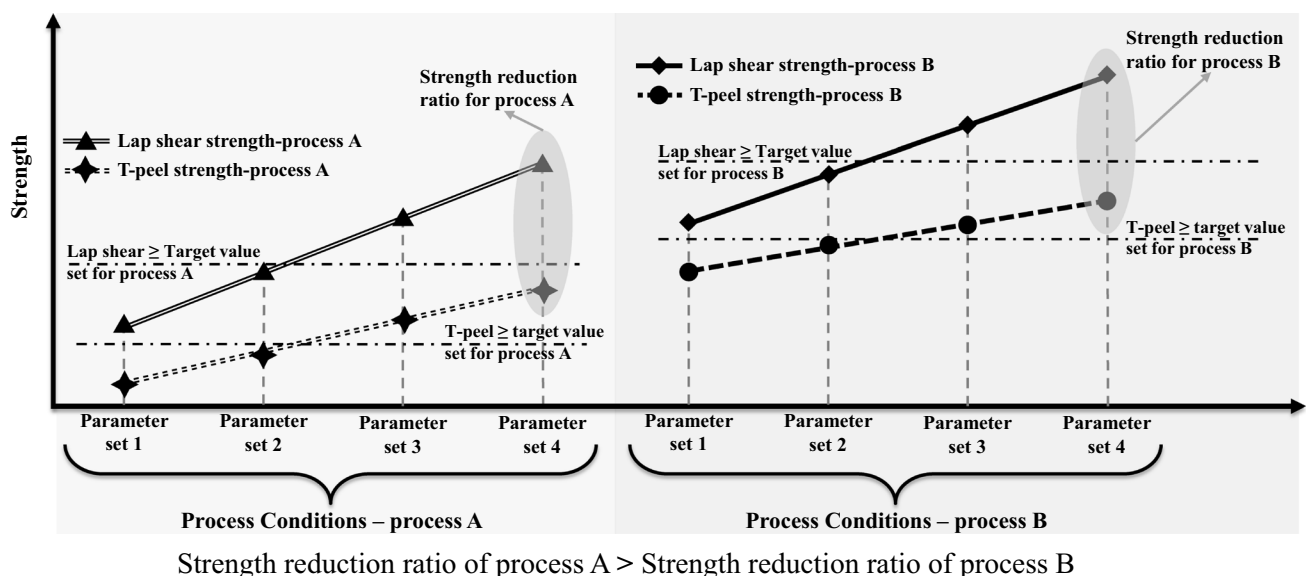 Strength
Strength reduction
ratio for process A
Lap shear strength-process A
T-peel strength-process A
Lap shear ≥ Target value
set for process A
T-peel ≥ target value
set for process A
Parameter
set 1
Parameter
set 2
Parameter
set 3
Parameter
set 4
Process Conditions – process A
Strength reduction
ratio for process B
Lap shear strength-process B
T-peel strength-process B
Lap shear ≥ Target value
set for process B
T-peel ≥ target value
set for process B
Parameter
set 1
Parameter
set 2
Parameter
set 3
Parameter
set 4
Process Conditions – process B
Strength reduction ratio of process A > Strength reduction ratio of process B